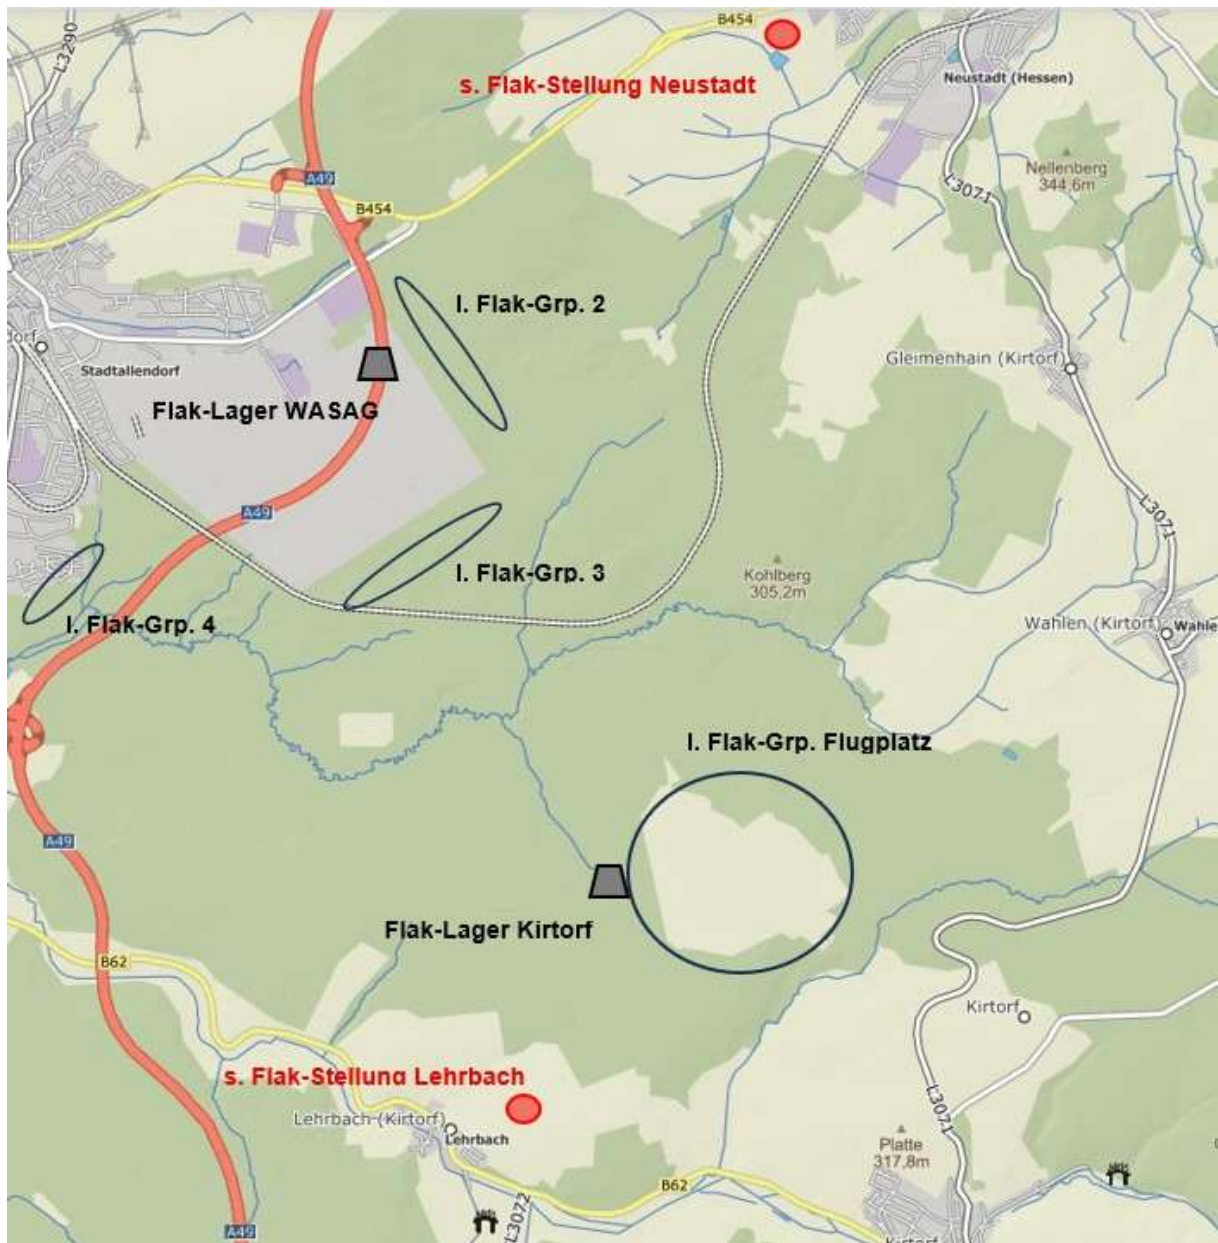 L3290
B454
s. Flak-Stellung Neustadt
Neustadt (Hessen)
Nellenberg
344,6m
A49
B454
L3071
l. Flak-Grp. 2
dorf
Stadtallendorf
Gleimenhain (Kirtorf)
Flak-Lager WASAG
A49
L3071
l. Flak-Grp. 3
Kohlberg
305,2m
l. Flak-Grp. 4
Wahlen (Kirtorf)
Wahle
l. Flak-Grp. Flugplatz
A49
Flak-Lager Kirtorf
B62
Kirtorf
s. Flak-Stellung Lehrbach
Lehrbach (Kirtorf)
Lehrbach
L3071
Platte
317,8m
B62
L3072
A49
Kirtorf